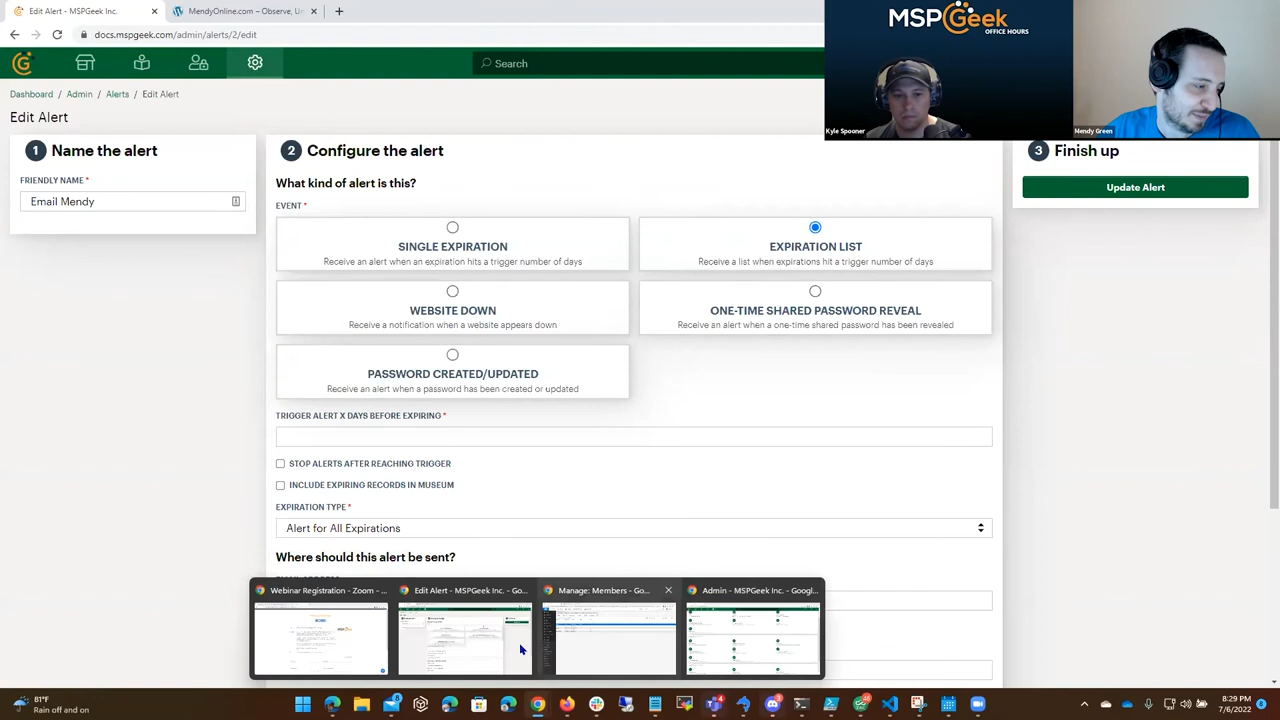 Edit Alert - MSPGeek Inc.
MendyOnline.com – Observe, Un
docs.mspgeek.com/admin/alerts/2/edit
Search
MSPGeek
OFFICE HOURS
Kyle Spooner
Mendy Green
Dashboard / Admin / Alerts / Edit Alert
Edit Alert
1 Name the alert
FRIENDLY NAME *
Email Mendy
2 Configure the alert
What kind of alert is this?
EVENT *
SINGLE EXPIRATION
Receive an alert when an expiration hits a trigger number of days
EXPIRATION LIST
Receive a list when expirations hit a trigger number of days
WEBSITE DOWN
Receive a notification when a website appears down
ONE-TIME SHARED PASSWORD REVEAL
Receive an alert when a one-time shared password has been revealed
PASSWORD CREATED/UPDATED
Receive an alert when a password has been created or updated
TRIGGER ALERT X DAYS BEFORE EXPIRING *
STOP ALERTS AFTER REACHING TRIGGER
INCLUDE EXPIRING RECORDS IN MUSEUM
EXPIRATION TYPE *
Alert for All Expirations
Where should this alert be sent?
3 Finish up
Update Alert
Webinar Registration - Zoom - ...
Edit Alert - MSPGeek Inc. - Go...
Manage: Members - Go...
Admin - MSPGeek Inc. - Googl...
81°F
Rain off and on
8:29 PM
7/6/2022